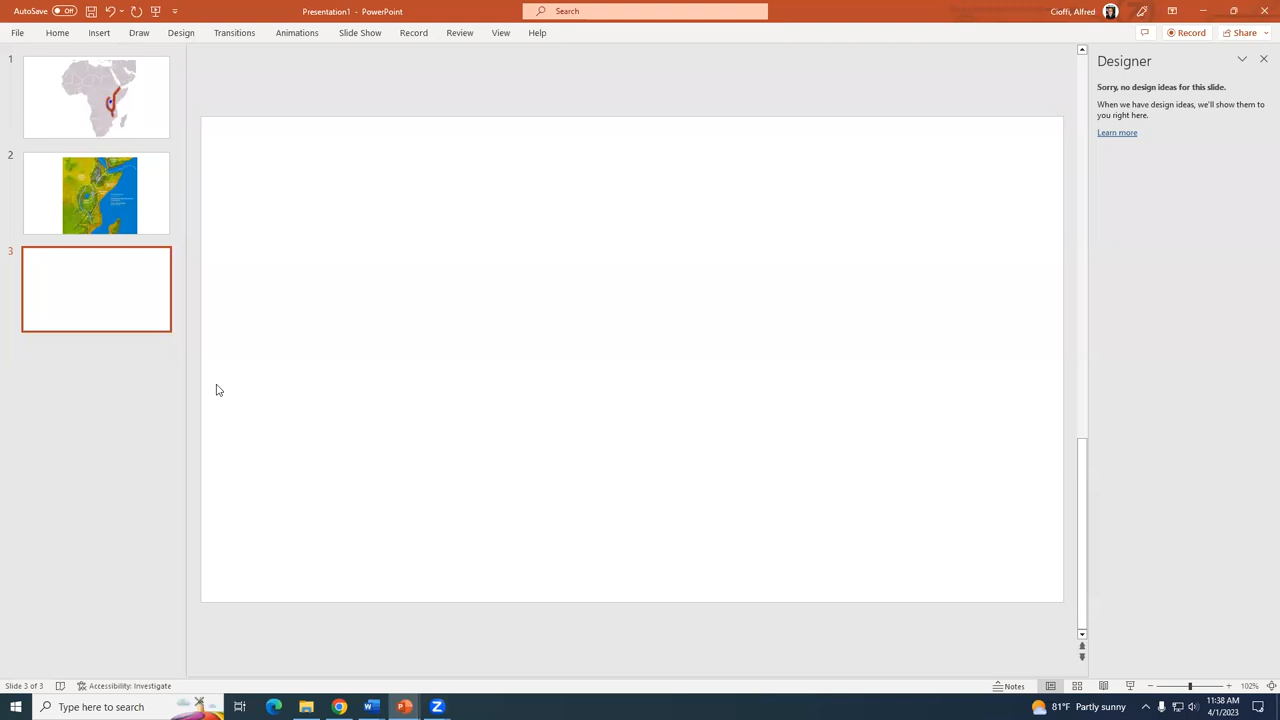 AutoSave Off
Presentation1 - PowerPoint
Search
Cioffi, Alfred
File Home Insert Draw Design Transitions Animations Slide Show Record Review View Help
Record
Share
1
2
3
Designer
Sorry, no design ideas for this slide.
When we have design ideas, we'll show them to
you right here.
Learn more
Slide 3 of 3
Accessibility: Investigate
Notes
102%
Type here to search
81°F Partly sunny
11:38 AM
4/1/2023